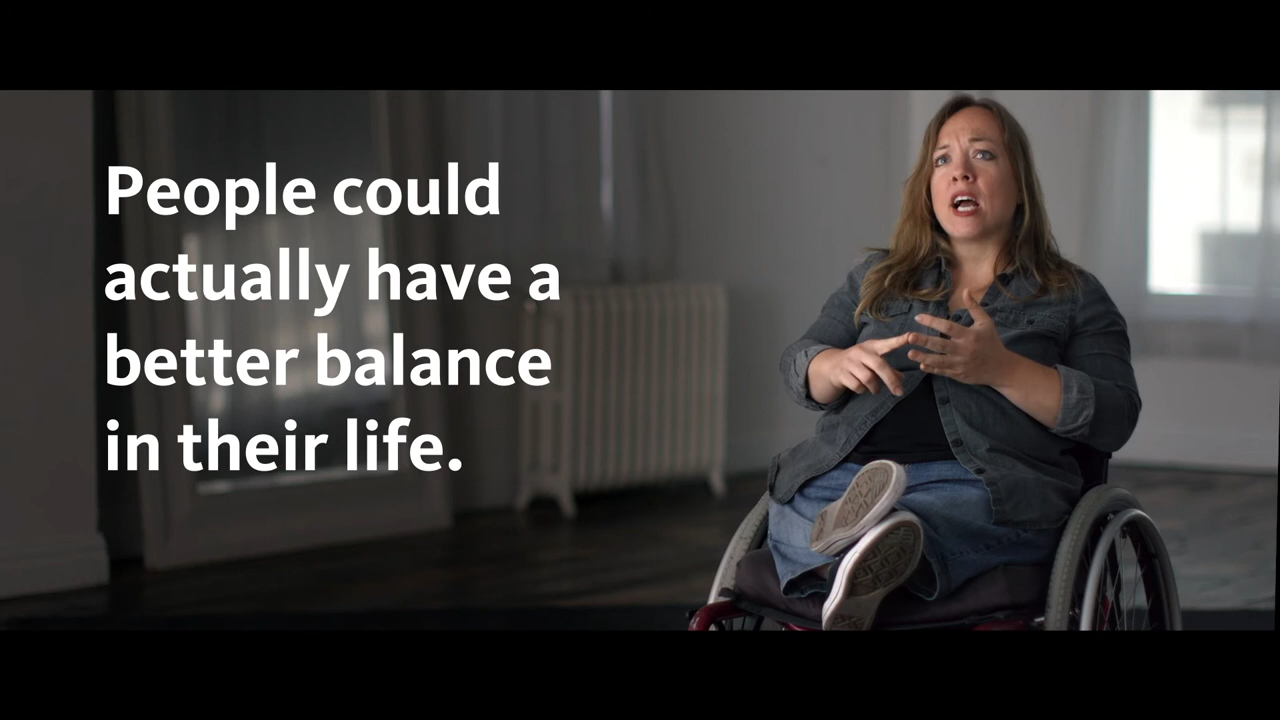 People could
actually have a
better balance
in their life.